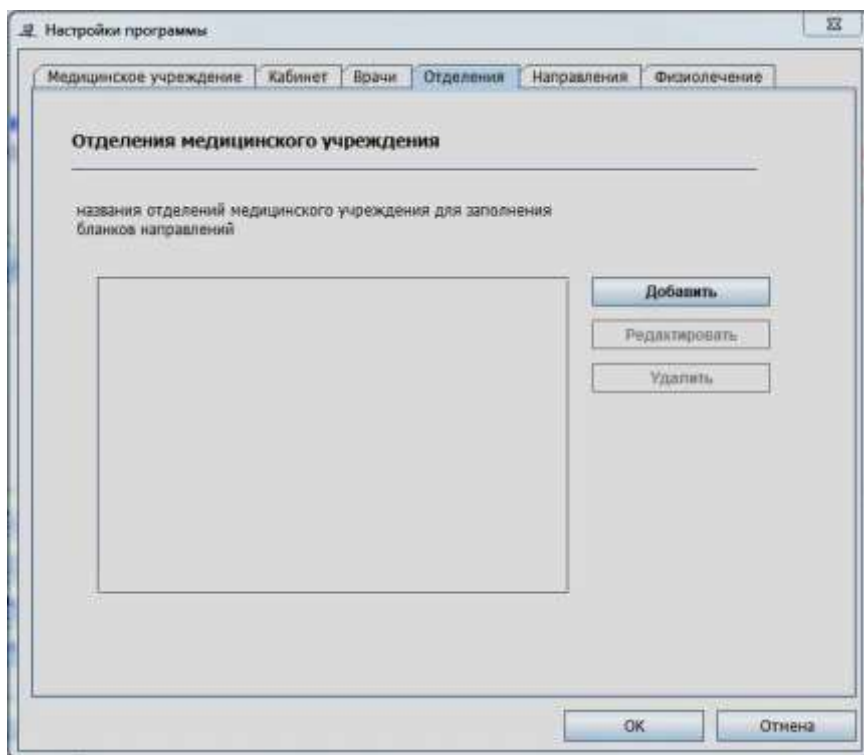 Настройки программы
Медицинское учреждение Кабинет Врачи Отделения Направления Физиолечение
Отделения медицинского учреждения
названия отделений медицинского учреждения для заполнения
бланков направлений
Добавить
Редактировать
Удалить
OK Отмена